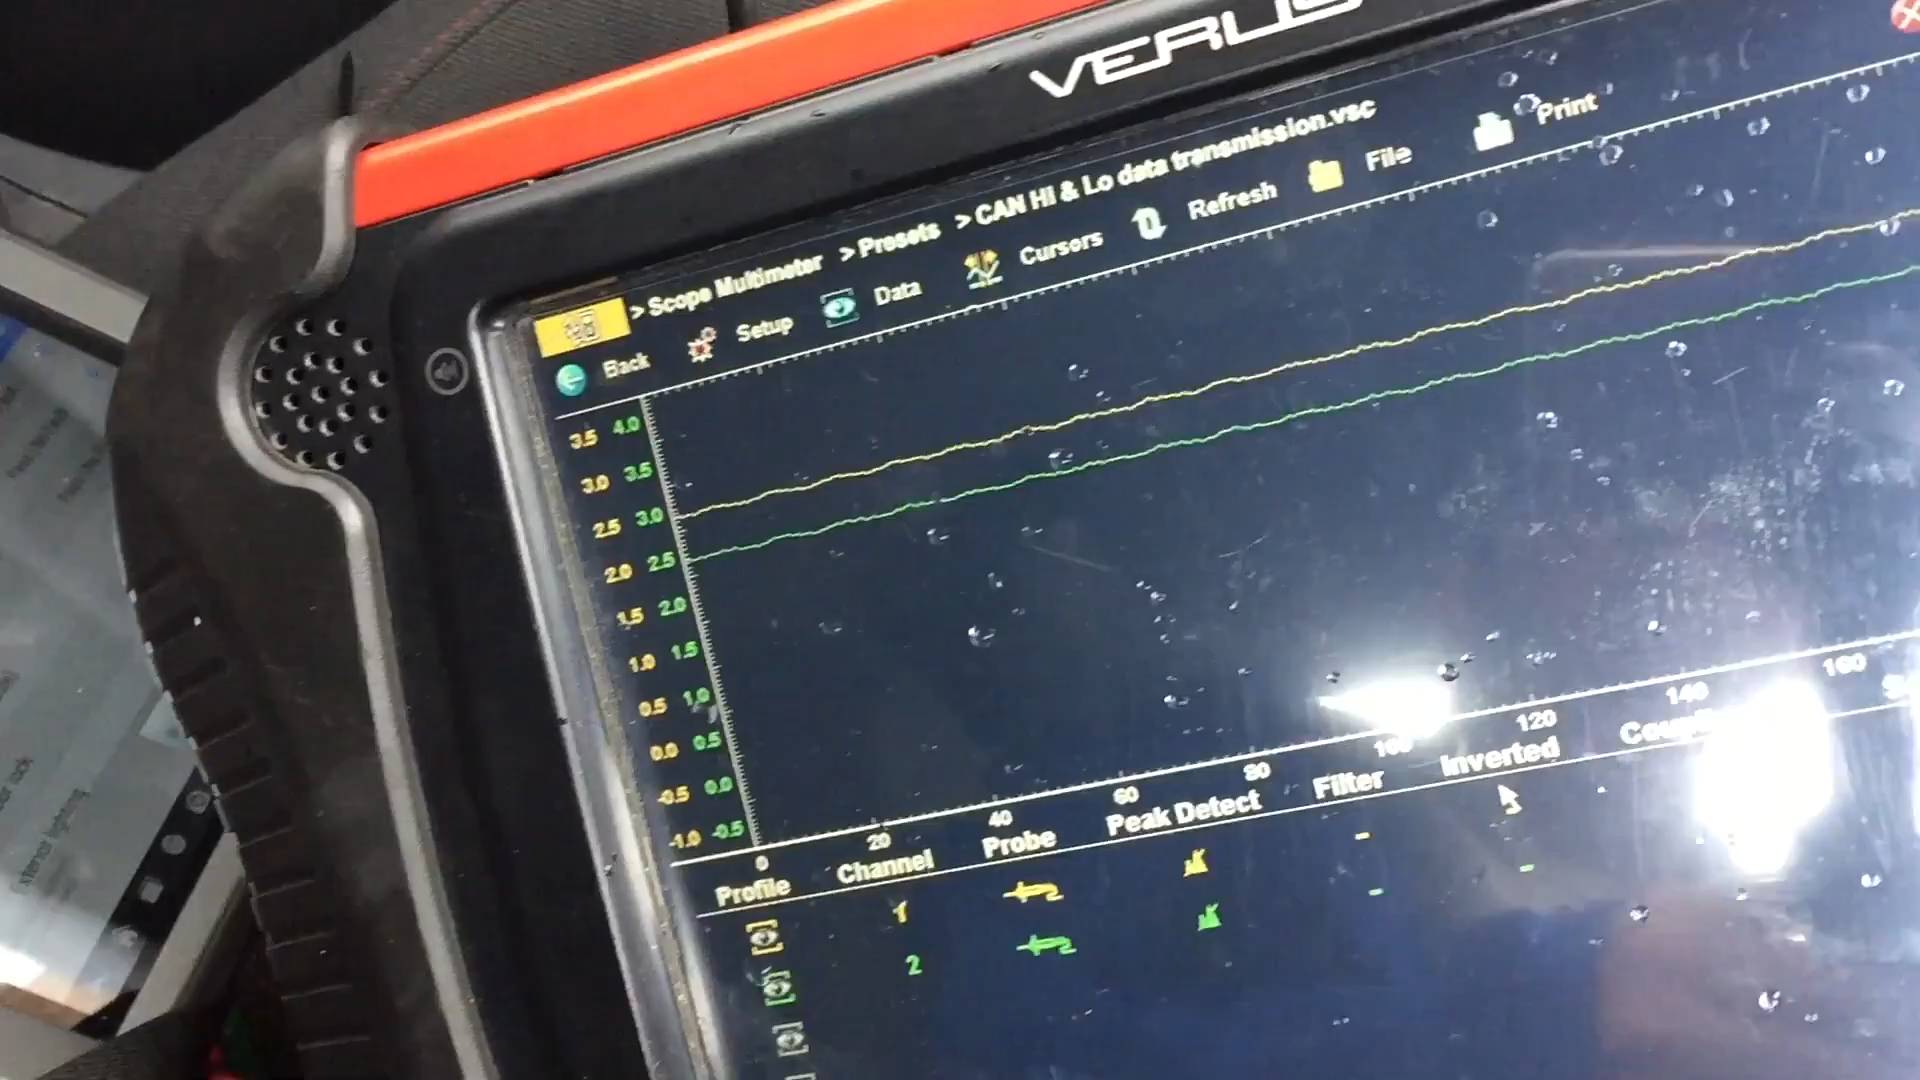 VERUS
> Scope Multimeter > Presets > CAN Hi & Lo data transmission.vsc
Back Setup Data Cursors Refresh File Print
3.5 4.0
3.0 3.5
2.5 3.0
2.0 2.5
1.5 2.0
1.0 1.5
0.5 1.0
0.0 0.5
-0.5 0.0
-1.0 -0.5
0 20 40 60 80 100 120 140 160
Profile Channel Probe Peak Detect Filter Inverted
1 - -
2 - -
xternal lighting